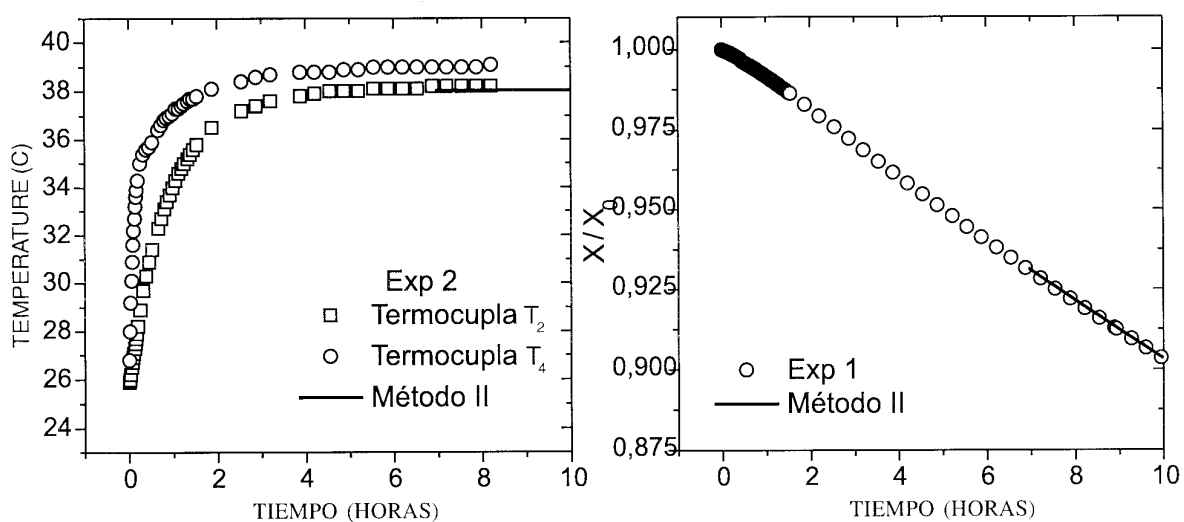 TEMPERATURE (C)
40
38
36
34
32
30
28
26
24
0
2
4
6
8
10
TIEMPO (HORAS)
Exp 2
Termocupla T₂
Termocupla T₄
Método II
X/X₀
1,000
0,975
0,950
0,925
0,900
0,875
0
2
4
6
8
10
TIEMPO (HORAS)
Exp 1
Método II